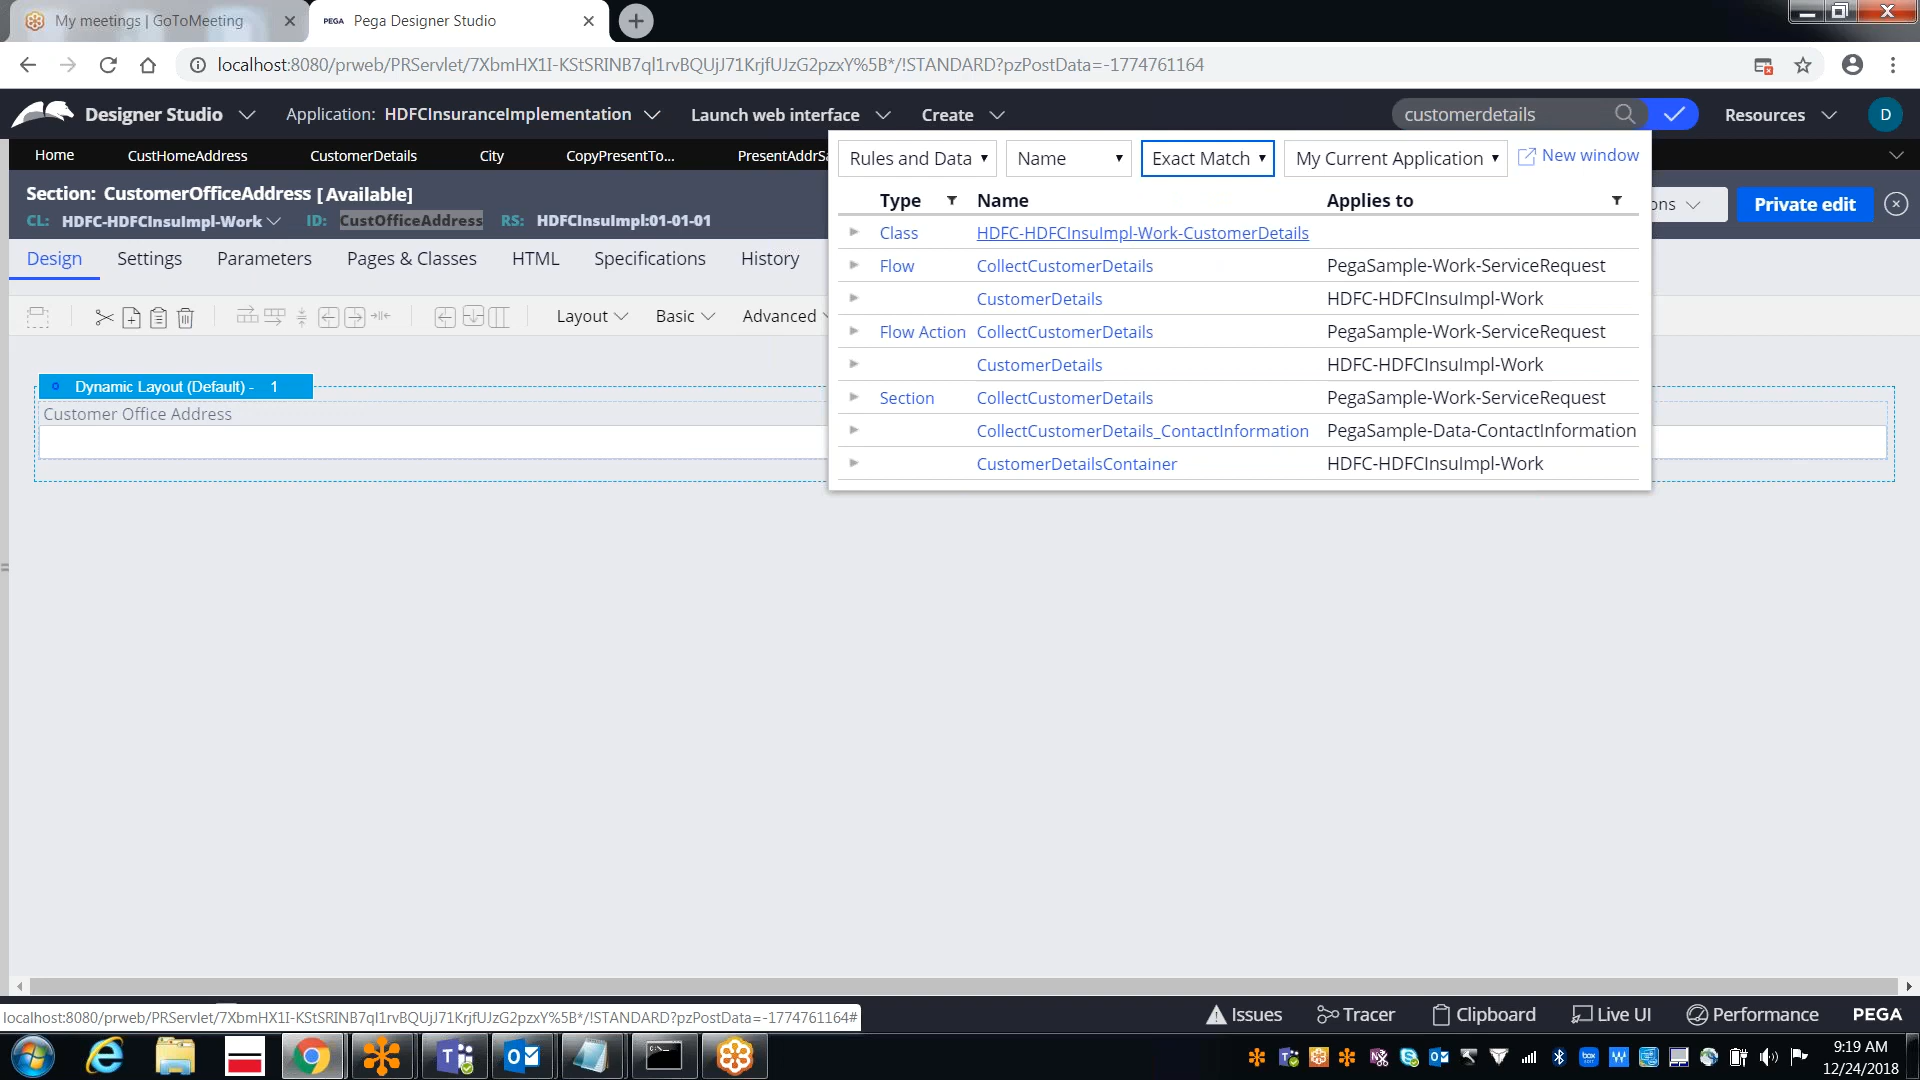 My meetings | GoToMeeting
PEGA Pega Designer Studio
localhost:8080/prweb/PRServlet/7XbmHX1I-KStSRINB7ql1rvBQUjJ71KrjfUJzG2pzxY%5B*/!STANDARD?pzPostData=-1774761164
Designer Studio Application: HDFCInsuranceImplementation Launch web interface Create customerdetails Resources D
Home CustHomeAddress CustomerDetails City CopyPresentTo... PresentAddrSa
Rules and Data Name Exact Match My Current Application New window
Section: CustomerOfficeAddress [ Available]
CL: HDFC-HDFCInsuImpl-Work ID: CustOfficeAddress RS: HDFCInsuImpl:01-01-01
ons Private edit
Design Settings Parameters Pages & Classes HTML Specifications History
Layout Basic Advanced
Type Name Applies to
Class HDFC-HDFCInsuImpl-Work-CustomerDetails
Flow CollectCustomerDetails PegaSample-Work-ServiceRequest
CustomerDetails HDFC-HDFCInsuImpl-Work
Flow Action CollectCustomerDetails PegaSample-Work-ServiceRequest
CustomerDetails HDFC-HDFCInsuImpl-Work
Section CollectCustomerDetails PegaSample-Work-ServiceRequest
CollectCustomerDetails_ContactInformation PegaSample-Data-ContactInformation
CustomerDetailsContainer HDFC-HDFCInsuImpl-Work
Dynamic Layout (Default) - 1
Customer Office Address
localhost:8080/prweb/PRServlet/7XbmHX1I-KStSRINB7ql1rvBQUjJ71KrjfUJzG2pzxY%5B*/!STANDARD?pzPostData=-1774761164#
Issues Tracer Clipboard Live UI Performance PEGA
9:19 AM
12/24/2018